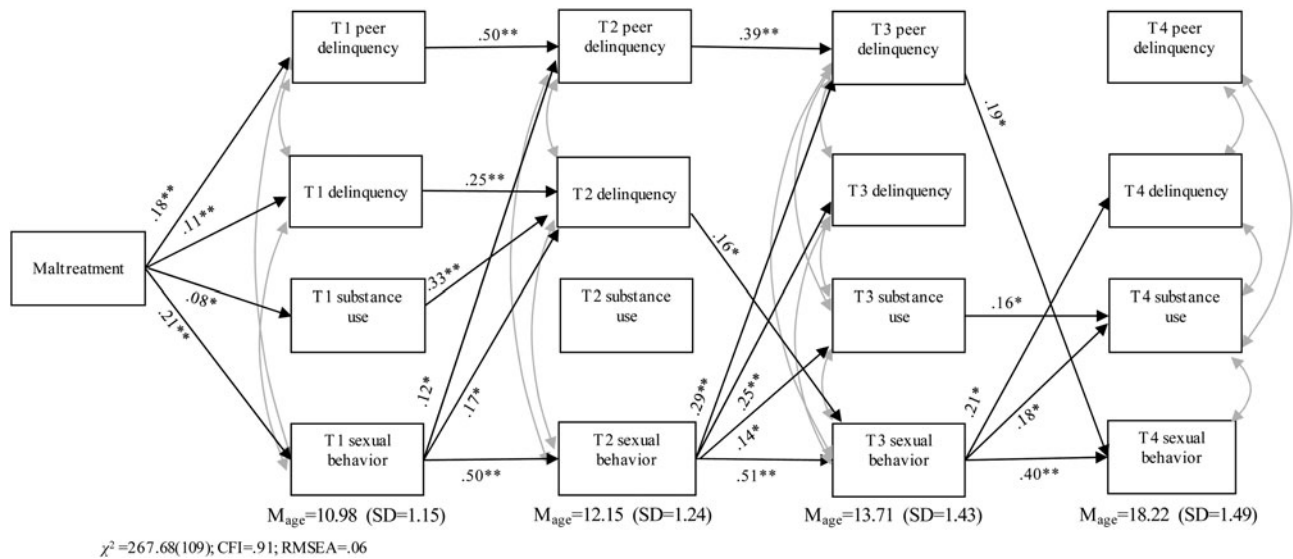 T1 peer
delinquency
T2 peer
delinquency
T3 peer
delinquency
T4 peer
delinquency
.50**
.39**
.19*
T1 delinquency
T2 delinquency
T3 delinquency
T4 delinquency
.18**
.11**
.25**
.16*
Maltreatment
.08*
.21**
T1 substance
use
T2 substance
use
T3 substance
use
T4 substance
use
.33**
.16*
.12*
.17*
.29**
.25**
.14*
.21*
.18*
T1 sexual
behavior
T2 sexual
behavior
T3 sexual
behavior
T4 sexual
behavior
.50**
.51**
.40**
Mage=10.98 (SD=1.15)
Mage=12.15 (SD=1.24)
Mage=13.71 (SD=1.43)
Mage=18.22 (SD=1.49)
χ² =267.68(109); CFI=.91; RMSEA=.06